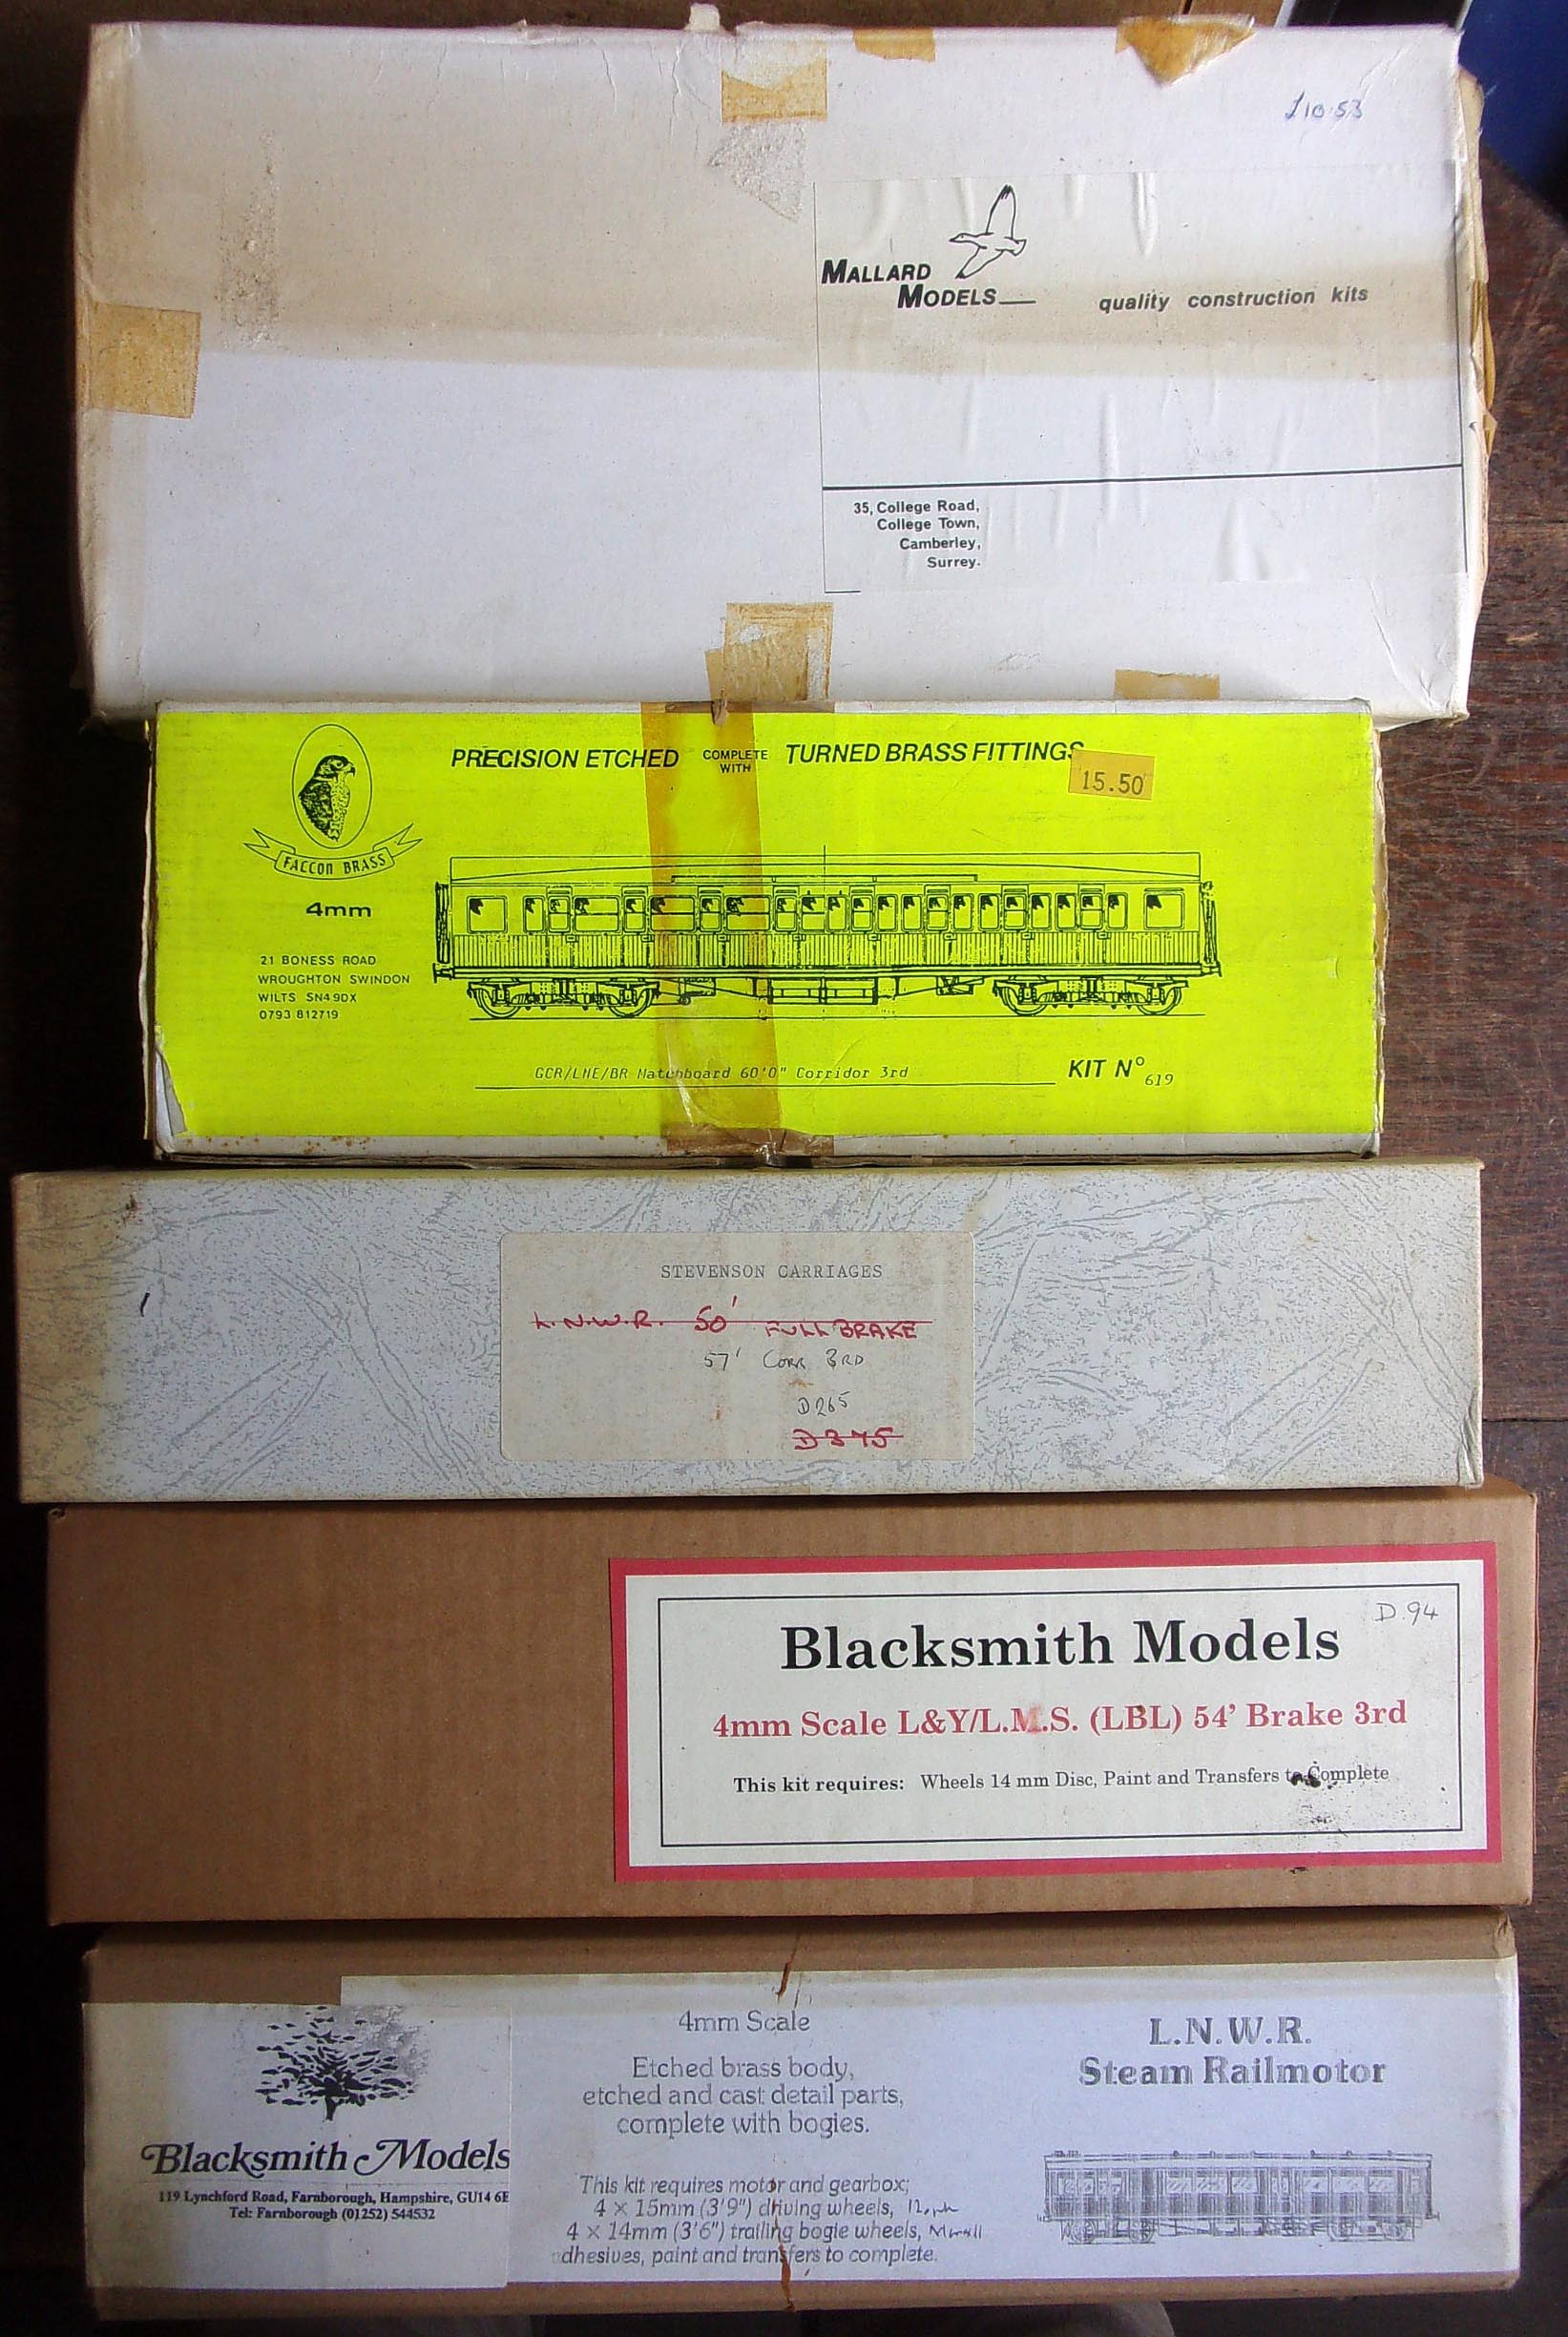 £10.53
MALLARD
MODELS
quality construction kits
35, College Road,
College Town,
Camberley,
Surrey.
PRECISION ETCHED COMPLETE WITH TURNED BRASS FITTINGS
15.50
FALCON BRASS
4mm
21 BONESS ROAD
WROUGHTON SWINDON
WILTS SN4 9DX
0793 812719
GCR/LNE/BR Matchboard 60'0" Corridor 3rd
KIT Nº 619
STEVENSON CARRIAGES
L.N.W.R. 50' FULL BRAKE
57' CORR 3RD
D265
D375
D.94
Blacksmith Models
4mm Scale L&Y/L.M.S. (LBL) 54' Brake 3rd
This kit requires: Wheels 14 mm Disc, Paint and Transfers to Complete
4mm Scale
Etched brass body,
etched and cast detail parts,
complete with bogies.
This kit requires motor and gearbox;
4 × 15mm (3'9") driving wheels,
4 × 14mm (3'6") trailing bogie wheels,
adhesives, paint and transfers to complete.
L.N.W.R.
Steam Railmotor
Blacksmith Models
119 Lynchford Road, Farnborough, Hampshire, GU14 6E
Tel: Farnborough (01252) 544532